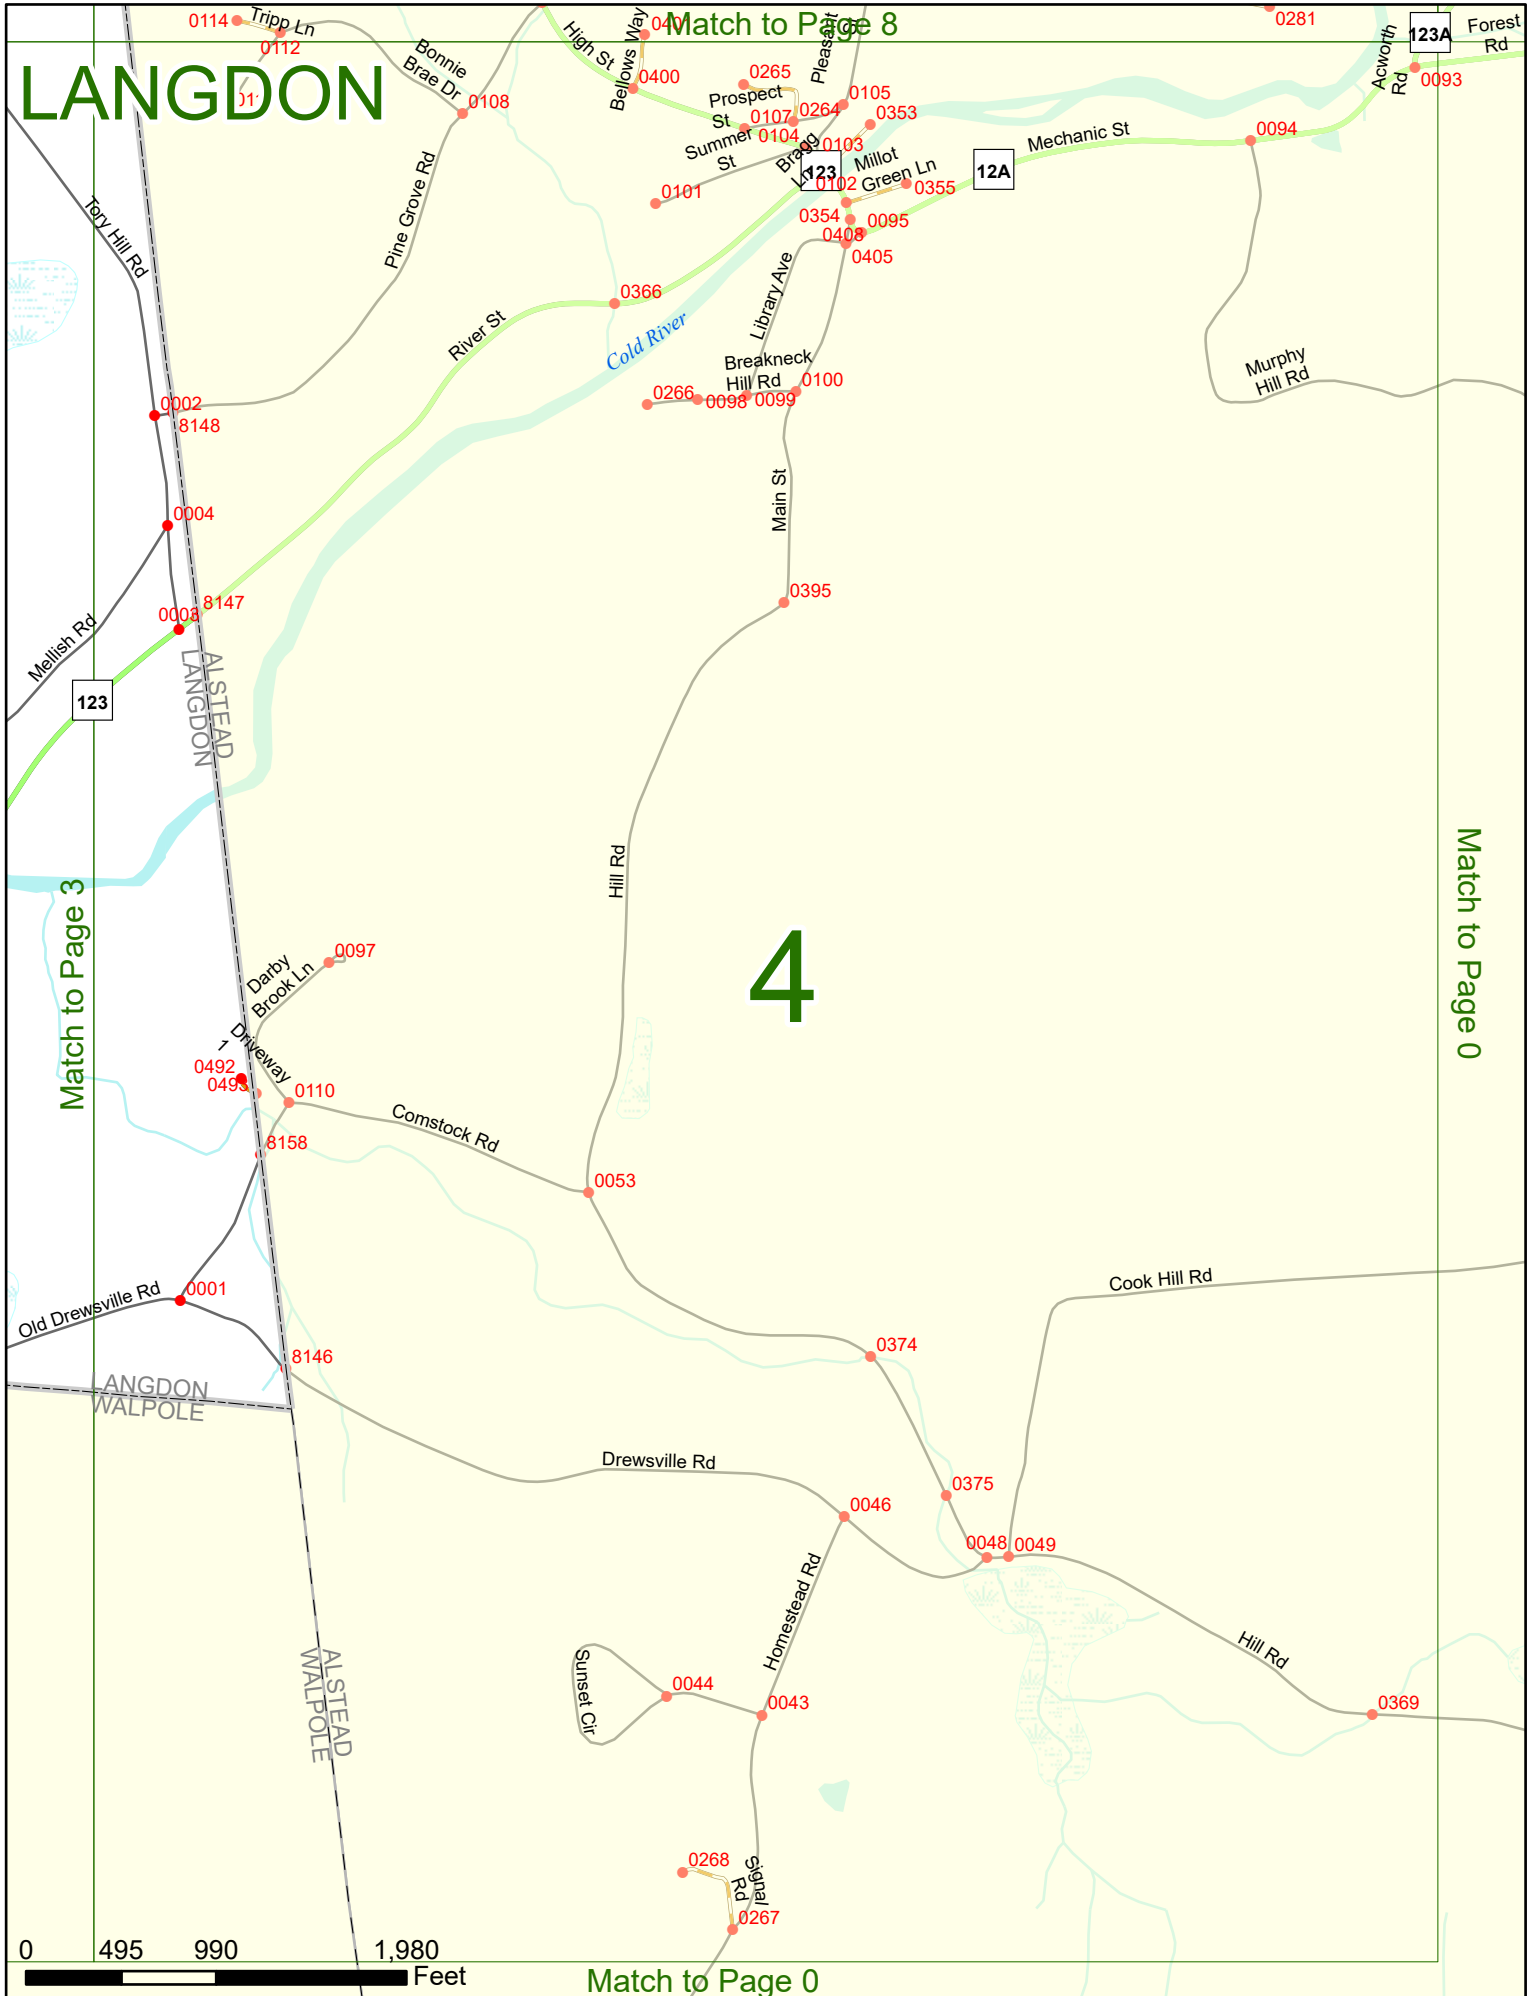 Match to Page 8
LANGDON
0114
Tripp Ln
0112
Bonnie
Brae Dr
0108
High St
Bellows Way
0400
0265
Pleasant
St
0281
123A
Forest
Rd
Acworth
Rd
0093
Prospect
St
0107
0264
0105
0353
Summer
St
0104
0103
Bragg
Ln
123
Millot
Green Ln
0102
0355
12A
Mechanic St
0094
0101
0354
0095
0408
0405
Tory Hill Rd
Pine Grove Rd
0366
River St
Cold River
Library Ave
Breakneck
Hill Rd
0100
0266
0098
0099
Murphy
Hill Rd
0002
8148
0004
Main St
0395
8147
0003
Mellish Rd
123
ALSTEAD
LANGDON
Hill Rd
Match to Page 3
Match to Page 0
4
0097
Darby
Brook Ln
Driveway
1
0492
0493
0110
Comstock Rd
8158
0053
0001
Old Drewsville Rd
Cook Hill Rd
8146
0374
LANGDON
WALPOLE
Drewsville Rd
0375
0046
0048
0049
Homestead Rd
Hill Rd
Sunset Cir
0044
0043
0369
ALSTEAD
WALPOLE
0268
Signal
Rd
0267
0 495 990 1,980
Feet
Match to Page 0